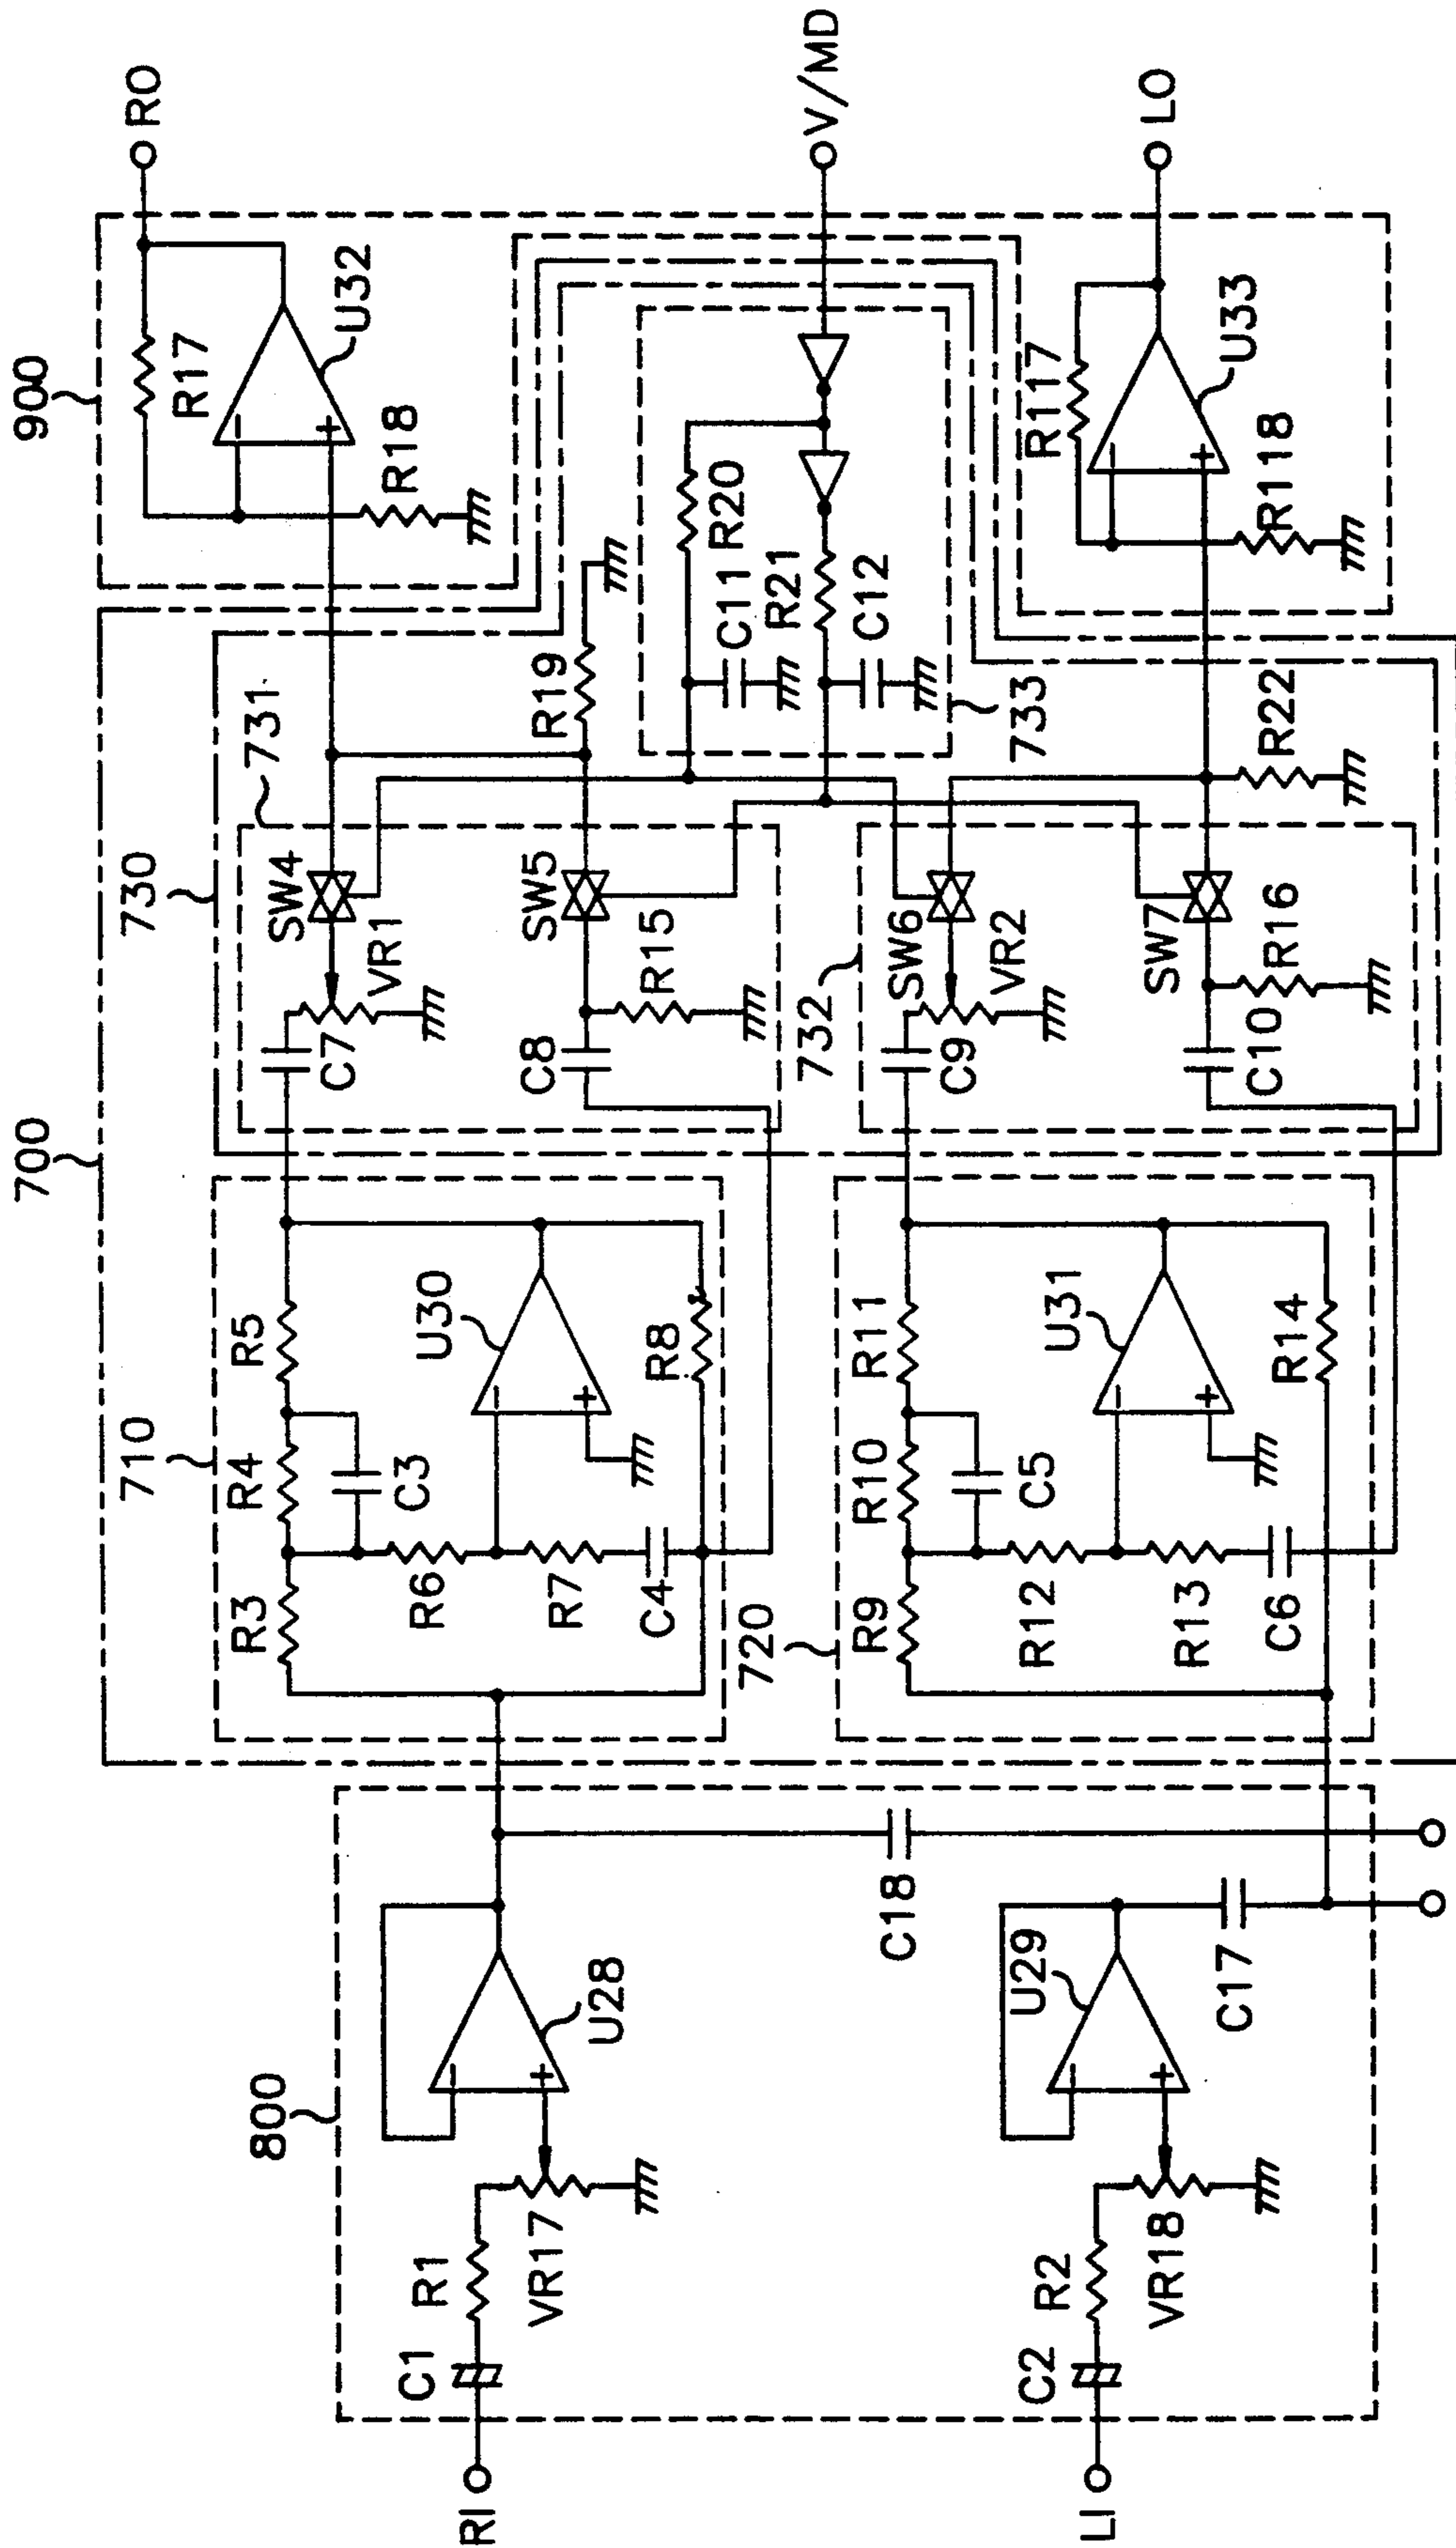 700
900
730
731
710
800
RO
R17
U32
R18
R19
SW4
VR1
C7
SW5
R15
C8
R5
R4
R3
C3
R6
R7
C4
R8
U30
U28
RI
C1
R1
VR17
V/MD
R20
C11
R21
C12
733
732
SW6
VR2
C9
SW7
R16
C10
R22
LO
R117
U33
R118
720
R11
R10
R9
C5
R12
R13
C6
R14
U31
C18
U29
C17
LI
C2
R2
VR18
-
+
-
+
-
+
-
+
-
+
-
+